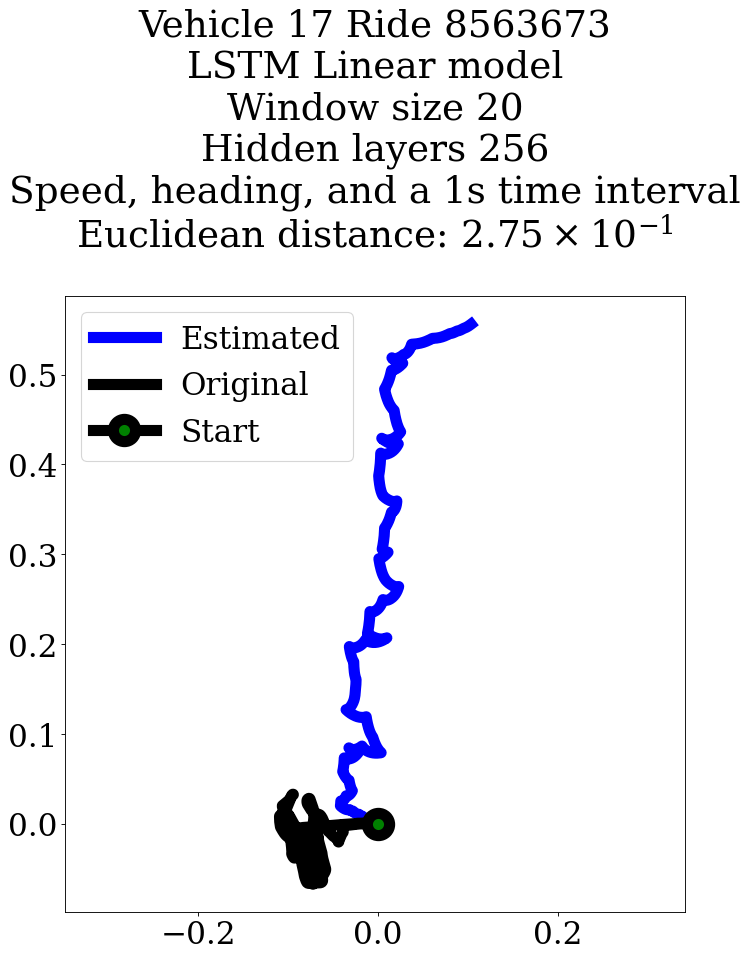 Vehicle 17 Ride 8563673
LSTM Linear model
Window size 20
Hidden layers 256
Speed, heading, and a 1s time interval
Euclidean distance: 2.75 × 10⁻¹
Estimated
Original
Start
0.5
0.4
0.3
0.2
0.1
0.0
−0.2 0.0 0.2